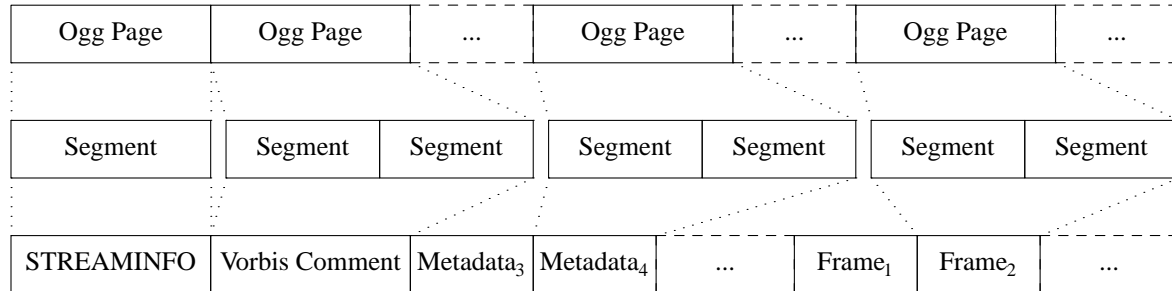 Ogg Page Ogg Page ... Ogg Page ... Ogg Page ...
Segment Segment Segment Segment Segment Segment Segment
STREAMINFO Vorbis Comment Metadata₃ Metadata₄ ... Frame₁ Frame₂ ...